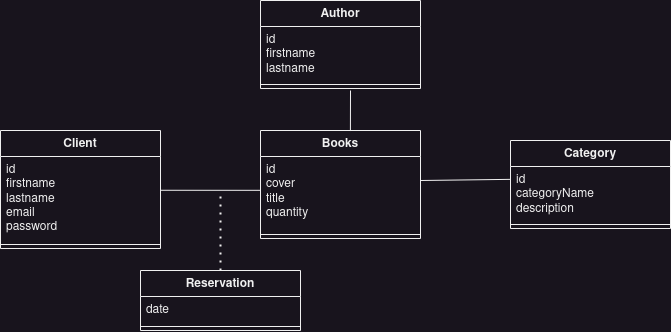 Author
id
firstname
lastname
Client
id
firstname
lastname
email
password
Books
id
cover
title
quantity
Category
id
categoryName
description
Reservation
date